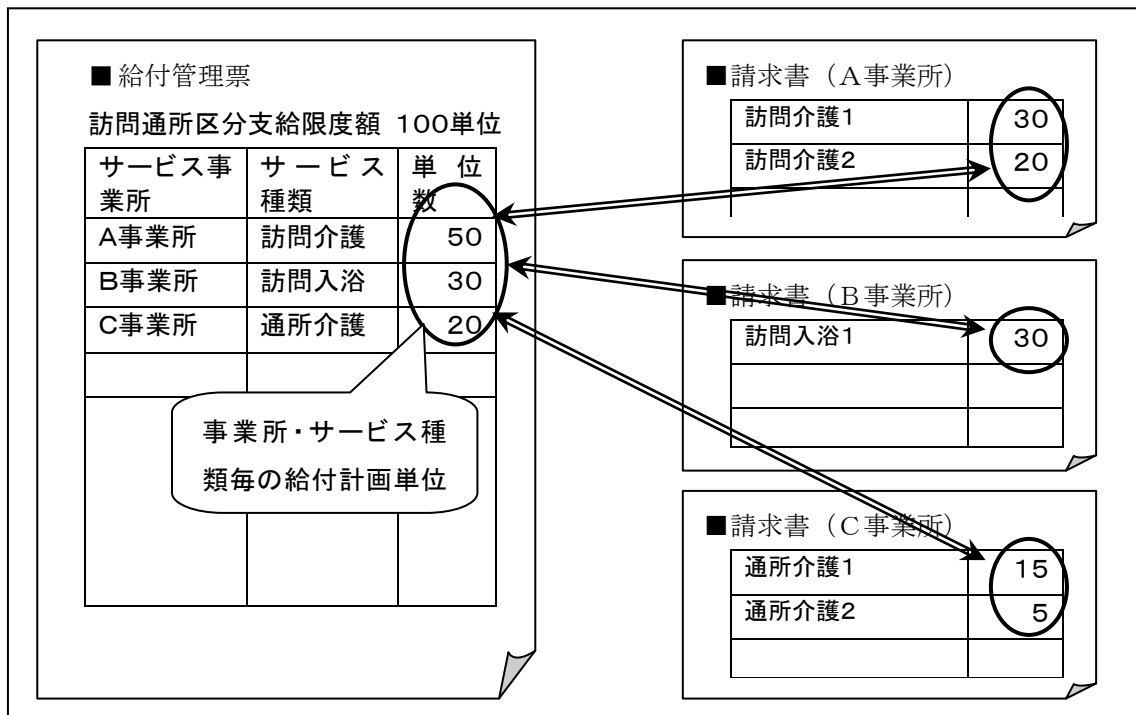 ■給付管理票
訪問通所区分支給限度額 100単位
サービス事業所 サービス種類 単位数
A事業所 訪問介護 50
B事業所 訪問入浴 30
C事業所 通所介護 20
事業所・サービス種
類毎の給付計画単位
■請求書（A事業所）
訪問介護1 30
訪問介護2 20
■請求書（B事業所）
訪問入浴1 30
■請求書（C事業所）
通所介護1 15
通所介護2 5